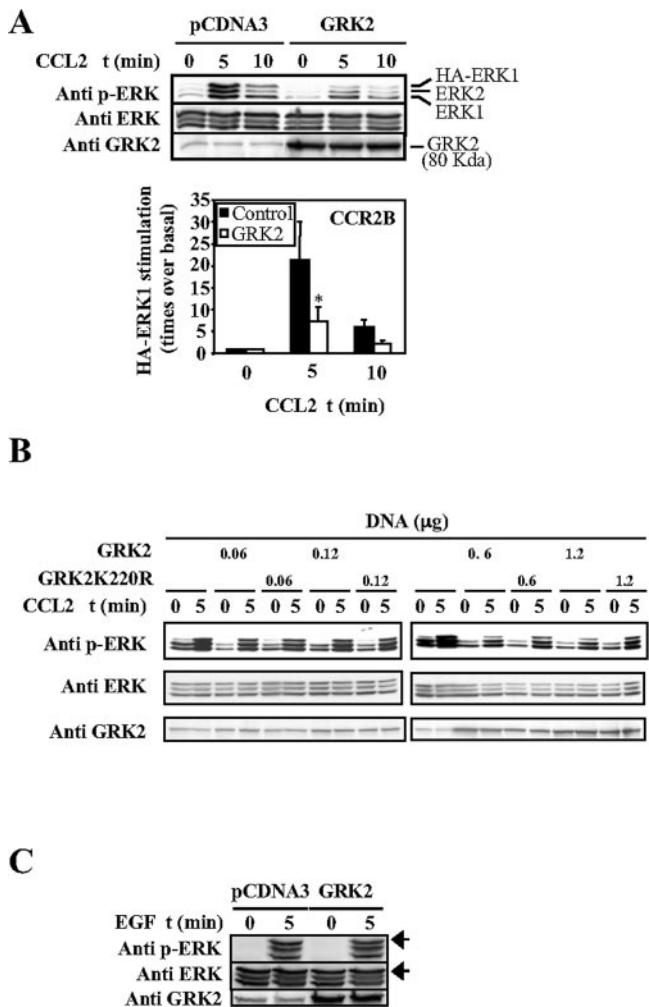 A
pCDNA3 GRK2
CCL2 t (min) 0 5 10 0 5 10
Anti p-ERK
HA-ERK1
ERK2
ERK1
Anti ERK
Anti GRK2
GRK2
(80 Kda)
HA-ERK1 stimulation
(times over basal)
35
30
25
20
15
10
5
0
Control
GRK2
CCR2B
*
0 5 10
CCL2 t (min)
B
DNA (μg)
GRK2 0.06 0.12 0.6 1.2
GRK2K220R 0.06 0.12 0.6 1.2
CCL2 t (min) 0 5 0 5 0 5 0 5 0 5 0 5 0 5 0 5 0 5 0 5
Anti p-ERK
Anti ERK
Anti GRK2
C
pCDNA3 GRK2
EGF t (min) 0 5 0 5
Anti p-ERK
Anti ERK
Anti GRK2